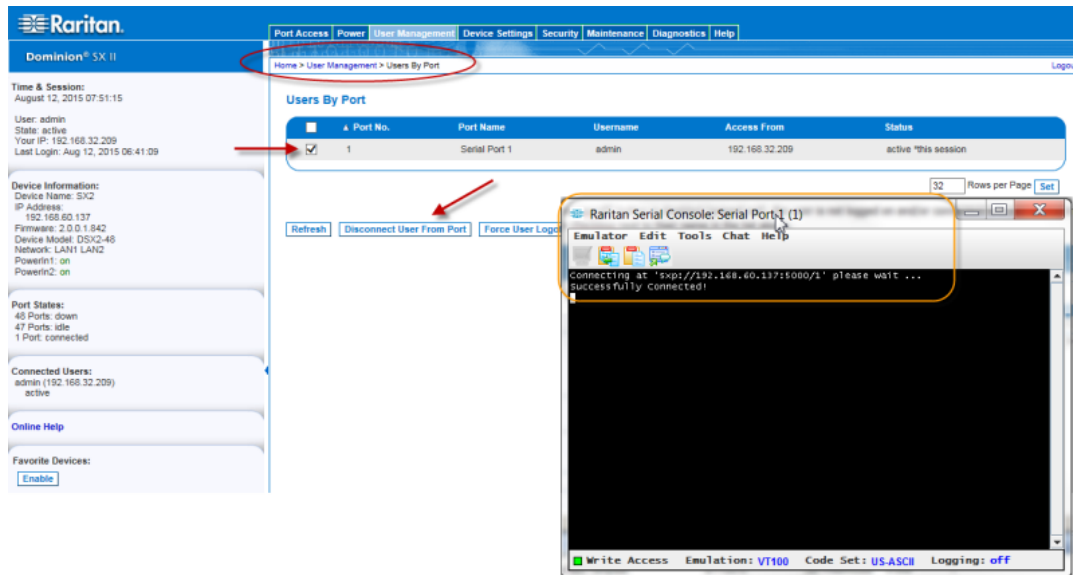 Raritan.
Dominion® SX II
Port Access Power User Management Device Settings Security Maintenance Diagnostics Help
Home > User Management > Users By Port
Time & Session:
August 12, 2015 07:51:15
User: admin
State: active
Your IP: 192.168.32.209
Last Login: Aug 12, 2015 06:41:09
Device Information:
Device Name: SX2
IP Address:
192.168.60.137
Firmware: 2.0.0.1.842
Device Model: DSX2-48
Network: LAN1 LAN2
PowerIn1: on
PowerIn2: on
Port States:
48 Ports: down
47 Ports: idle
1 Port: connected
Connected Users:
admin (192.168.32.209)
active
Online Help
Favorite Devices:
Enable
Users By Port
▲ Port No. Port Name Username Access From Status
1 Serial Port 1 admin 192.168.32.209 active *this session
32 Rows per Page Set
Refresh Disconnect User From Port Force User
Raritan Serial Console: Serial Port 1 (1)
Emulator Edit Tools Chat Help
Connecting at 'sxp://192.168.60.137:5000/1' please wait ...
Successfully Connected!
Write Access Emulation: VT100 Code Set: US-ASCII Logging: off